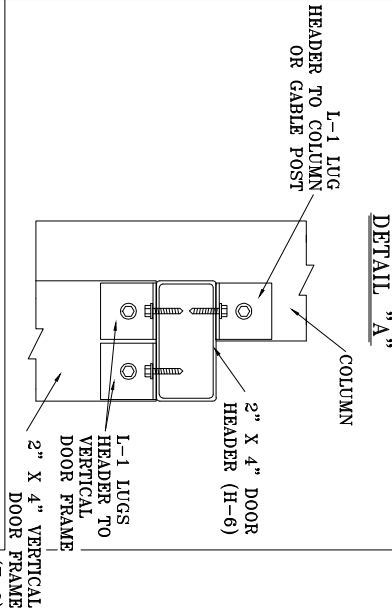 DETAIL "A"
L-1 LUG
HEADER TO COLUMN
OR GABLE POST
COLUMN
2" X 4" DOOR
HEADER (H-6)
L-1 LUGS
HEADER TO
VERTICAL
DOOR FRAME
2" X 4" VERTICAL
DOOR FRAME